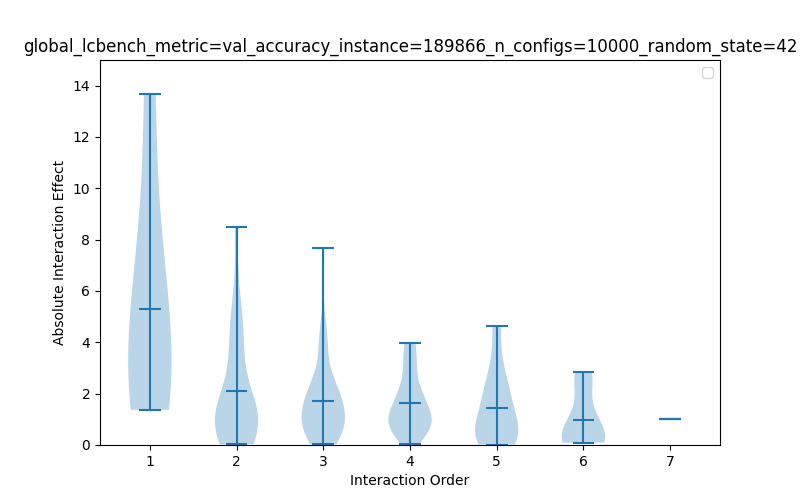 global_lcbench_metric=val_accuracy_instance=189866_n_configs=10000_random_state=42
14
12
10
8
6
4
2
0
Absolute Interaction Effect
1 2 3 4 5 6 7
Interaction Order